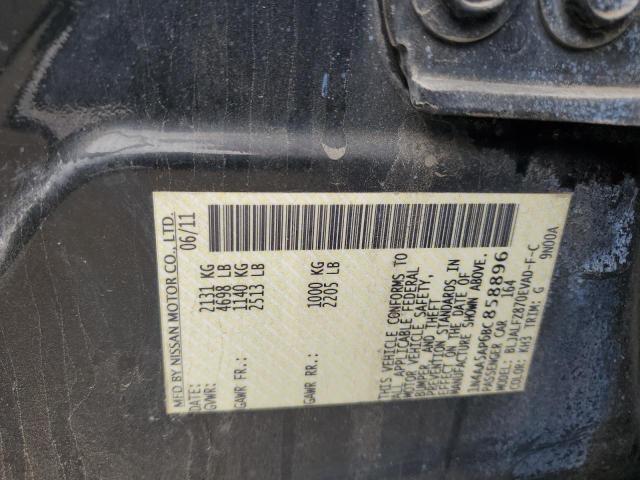 MFD BY NISSAN MOTOR CO., LTD.
DATE: 06/11
GVWR: 2131 KG
4698 LB
GAWR FR.: 1140 KG
2513 LB
GAWR RR.: 1000 KG
2205 LB
THIS VEHICLE CONFORMS TO
ALL APPLICABLE FEDERAL
MOTOR VEHICLE SAFETY,
BUMPER, AND THEFT
PREVENTION STANDARDS IN
EFFECT ON THE DATE OF
MANUFACTURE SHOWN ABOVE.
1N4AA5AP6BC858896
PASSENGER CAR 164
MODEL: BLJALFZ870EVAD-F-C
COLOR: KH3 TRIM: G 9N00A